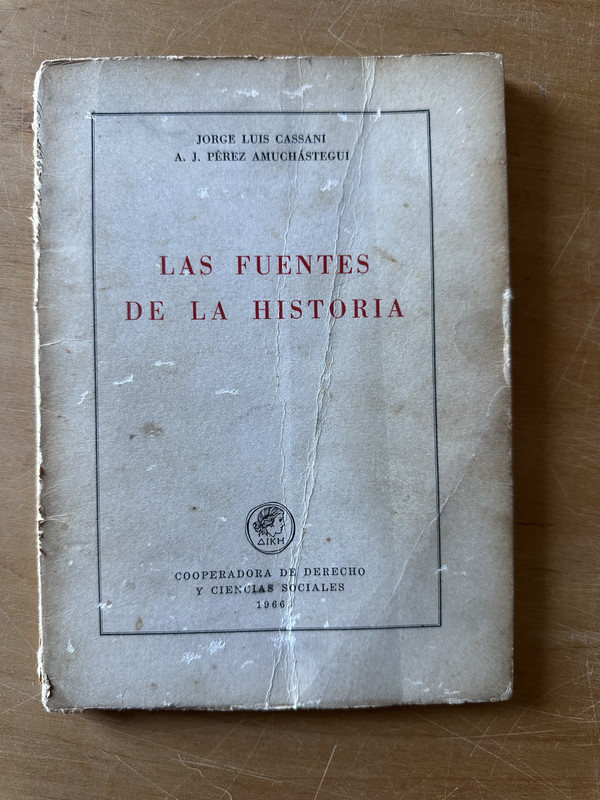 JORGE LUIS CASSANI
A. J. PÉREZ AMUCHÁSTEGUI
LAS FUENTES
DE LA HISTORIA
ΔΙΚΗ
COOPERADORA DE DERECHO
Y CIENCIAS SOCIALES
1966